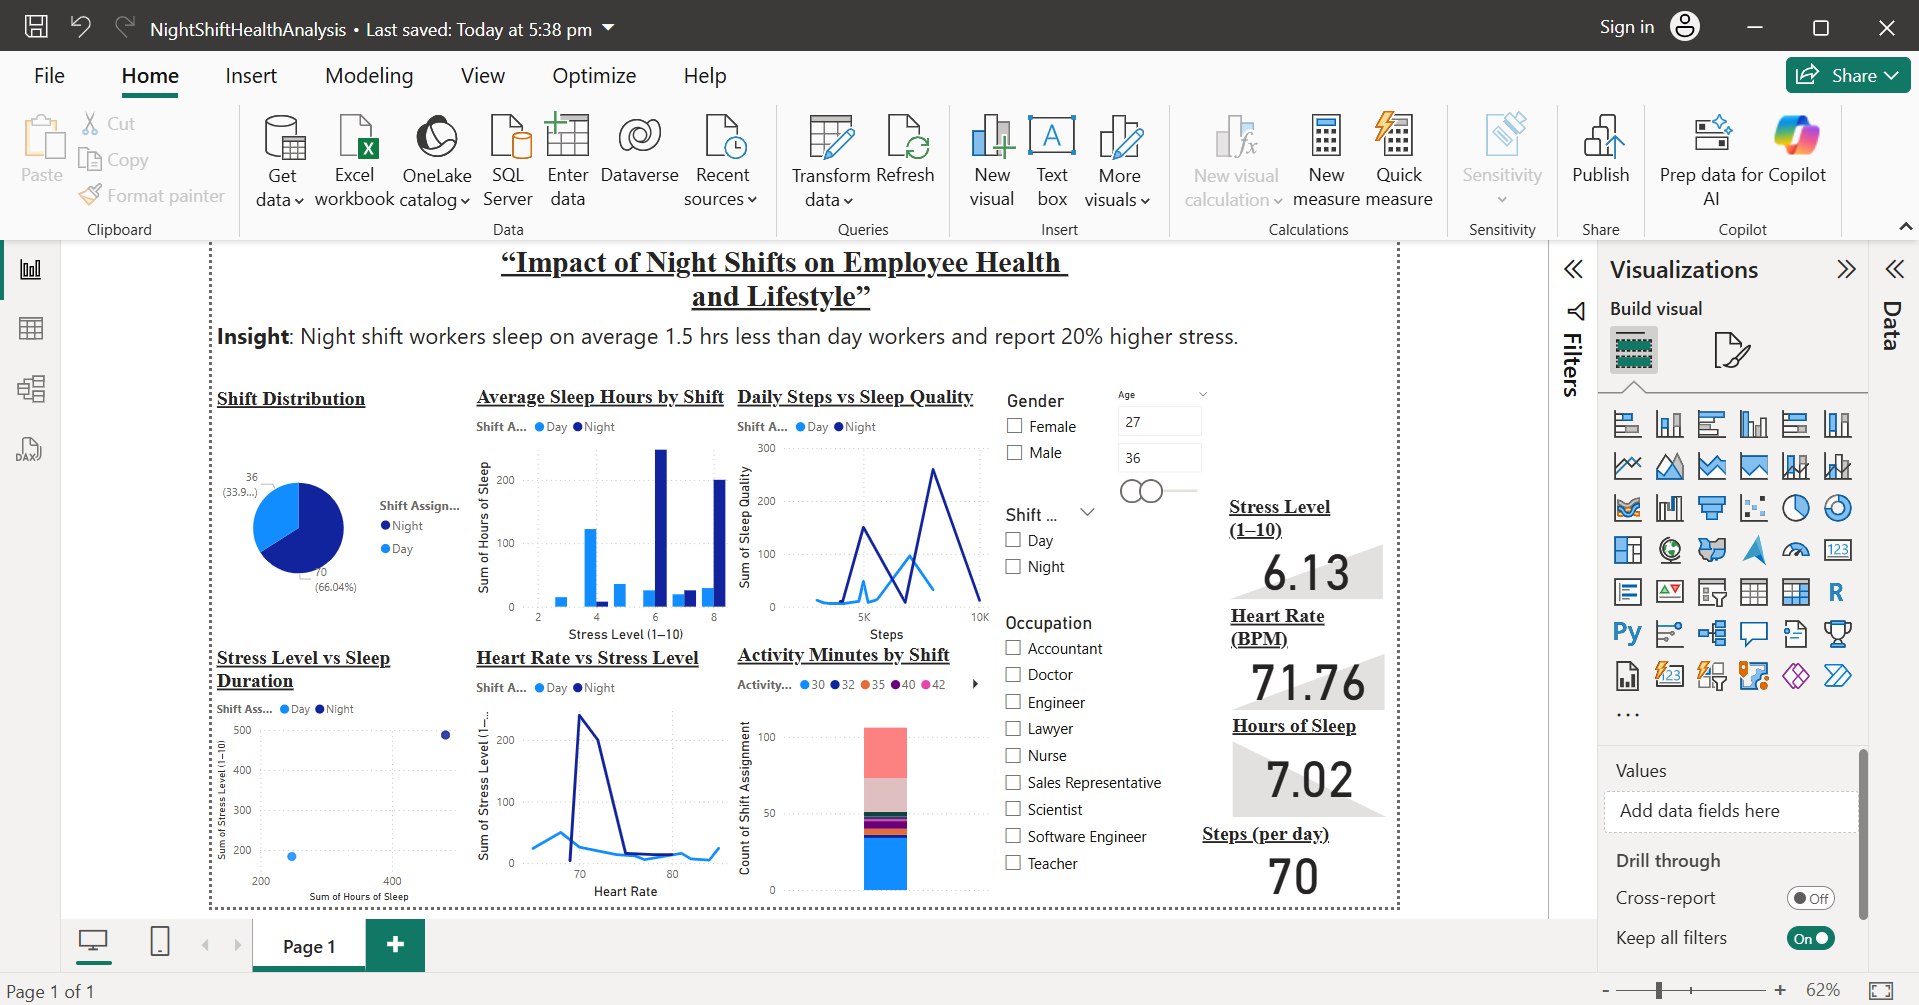 NightShiftHealthAnalysis • Last saved: Today at 5:38 pm
Sign in
File Home Insert Modeling View Optimize Help
Share
Paste
Cut
Copy
Format painter
Clipboard
Get data
Excel workbook
OneLake catalog
SQL Server
Enter data
Dataverse
Recent sources
Data
Transform data
Refresh
Queries
New visual
Text box
More visuals
Insert
New visual calculation
New measure
Quick measure
Calculations
Sensitivity
Sensitivity
Publish
Share
Prep data for AI
Copilot
Copilot
“Impact of Night Shifts on Employee Health
and Lifestyle”
Insight: Night shift workers sleep on average 1.5 hrs less than day workers and report 20% higher stress.
Shift Distribution
36
(33.9...)
70
(66.04%)
Shift Assign...
Night
Day
Average Sleep Hours by Shift
Shift A... Day Night
Sum of Hours of Sleep
200
100
0
2 4 6 8
Stress Level (1–10)
Daily Steps vs Sleep Quality
Shift A... Day Night
Sum of Sleep Quality
300
200
100
0
5K 10K
Steps
Gender
Female
Male
Age
27
36
Shift ...
Day
Night
Occupation
Accountant
Doctor
Engineer
Lawyer
Nurse
Sales Representative
Scientist
Software Engineer
Teacher
Stress Level
(1–10)
6.13
Heart Rate
(BPM)
71.76
Hours of Sleep
7.02
Steps (per day)
70
Stress Level vs Sleep
Duration
Shift Ass... Day Night
Sum of Stress Level (1–10)
500
400
300
200
200 400
Sum of Hours of Sleep
Heart Rate vs Stress Level
Shift A... Day Night
Sum of Stress Level (1–...
200
100
0
70 80
Heart Rate
Activity Minutes by Shift
Activity... 30 32 35 40 42
Count of Shift Assignment
100
50
0
Filters
Visualizations
Build visual
123
R
Py
123
...
Values
Add data fields here
Drill through
Cross-report
Off
Keep all filters
On
Data
DAX
Page 1
+
Page 1 of 1
- + 62%